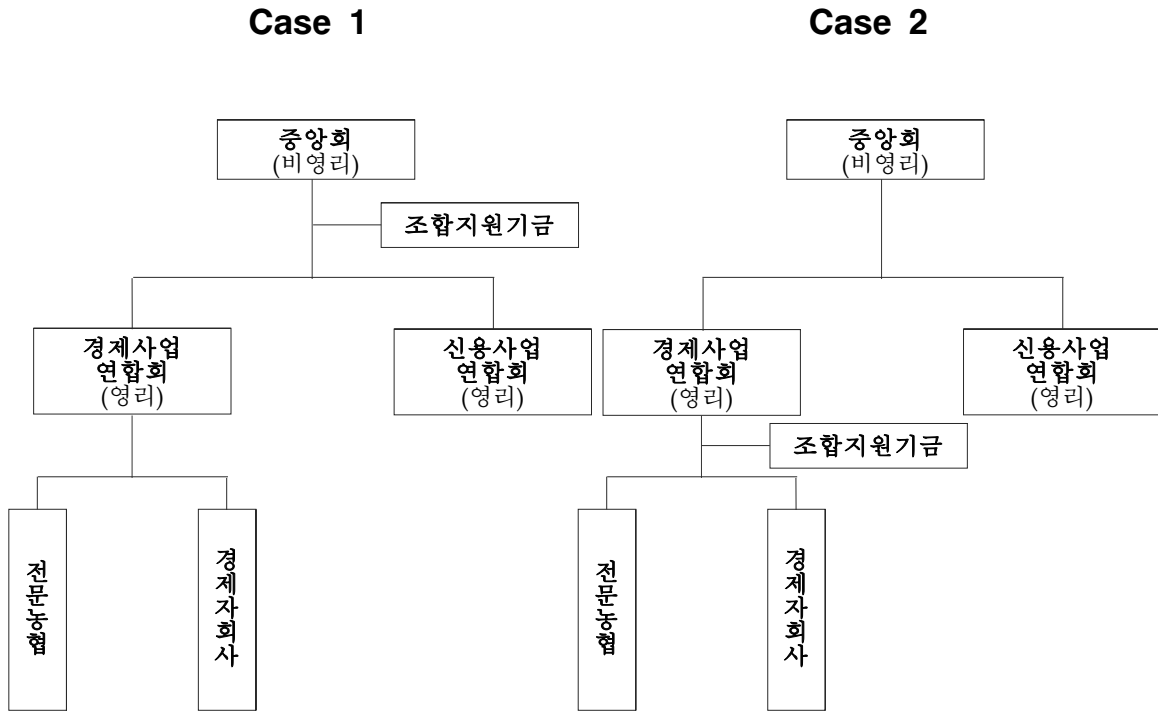 Case 1
중앙회
(비영리)
조합지원기금
경제사업
연합회
(영리)
신용사업
연합회
(영리)
전문농협
경제자회사
Case 2
중앙회
(비영리)
경제사업
연합회
(영리)
신용사업
연합회
(영리)
조합지원기금
전문농협
경제자회사